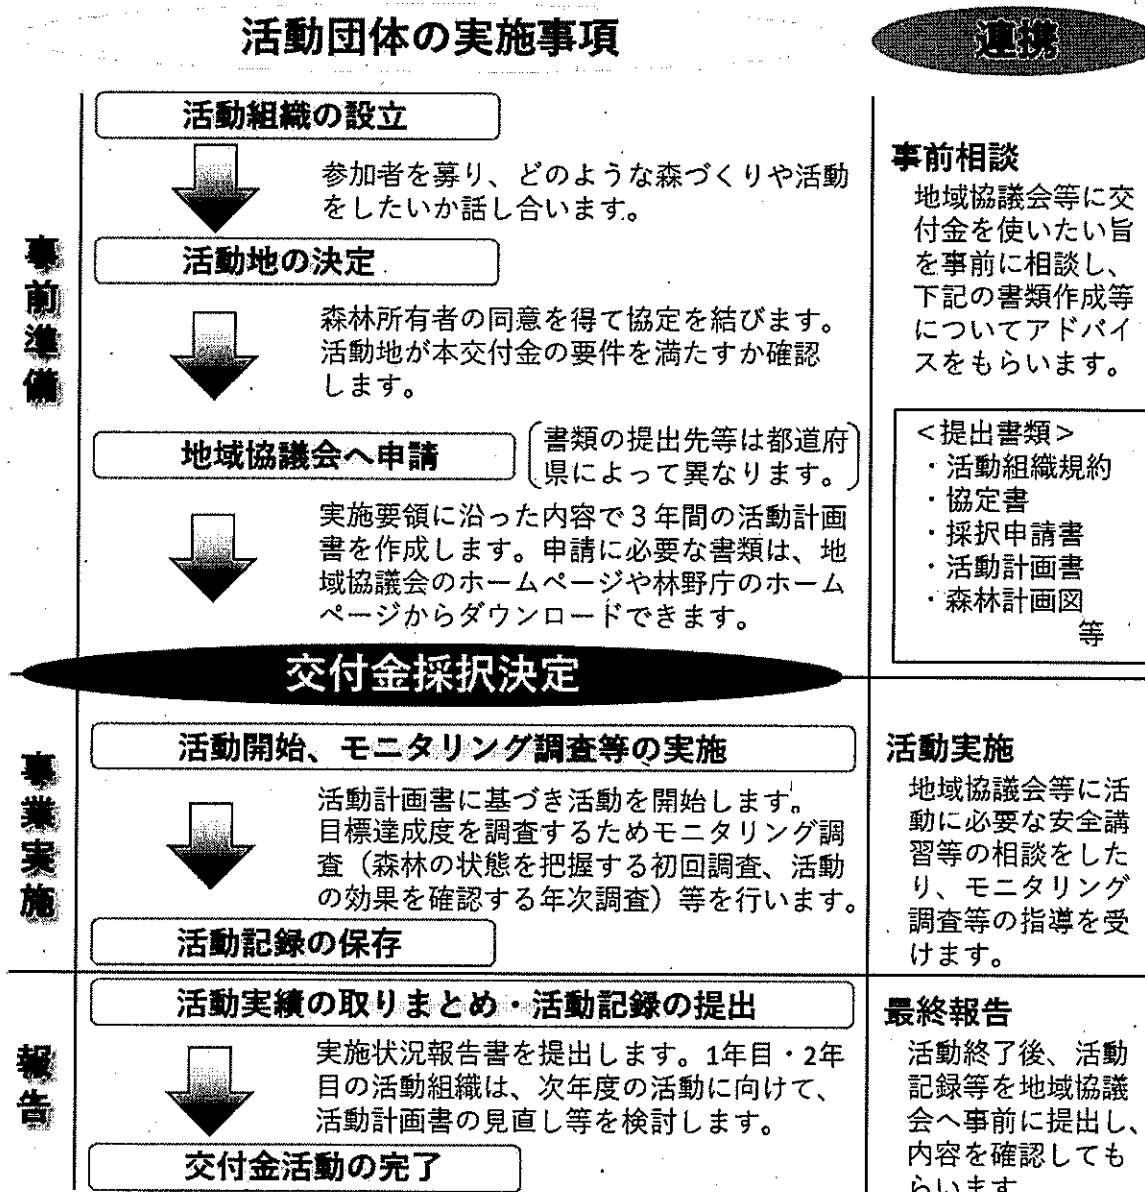 活動団体の実施事項
連携
事前準備
活動組織の設立
参加者を募り、どのような森づくりや活動
をしたいか話し合います。
活動地の決定
森林所有者の同意を得て協定を結びます。
活動地が本交付金の要件を満たすか確認
します。
地域協議会へ申請
書類の提出先等は都道府
県によって異なります。
実施要領に沿った内容で3年間の活動計画
書を作成します。申請に必要な書類は、地
域協議会のホームページや林野庁のホーム
ページからダウンロードできます。
事前相談
地域協議会等に交
付金を使いたい旨
を事前に相談し、
下記の書類作成等
についてアドバイ
スをもらいます。
<提出書類>
・活動組織規約
・協定書
・採択申請書
・活動計画書
・森林計画図
等
交付金採択決定
事業実施
活動開始、モニタリング調査等の実施
活動計画書に基づき活動を開始します。
目標達成度を調査するためモニタリング調
査（森林の状態を把握する初回調査、活動
の効果を確認する年次調査）等を行います。
活動記録の保存
活動実施
地域協議会等に活
動に必要な安全講
習等の相談をした
り、モニタリング
調査等の指導を受
けます。
報告
活動実績の取りまとめ・活動記録の提出
実施状況報告書を提出します。1年目・2年
目の活動組織は、次年度の活動に向けて、
活動計画書の見直し等を検討します。
交付金活動の完了
最終報告
活動終了後、活動
記録等を地域協議
会へ事前に提出し、
内容を確認しても
らいます